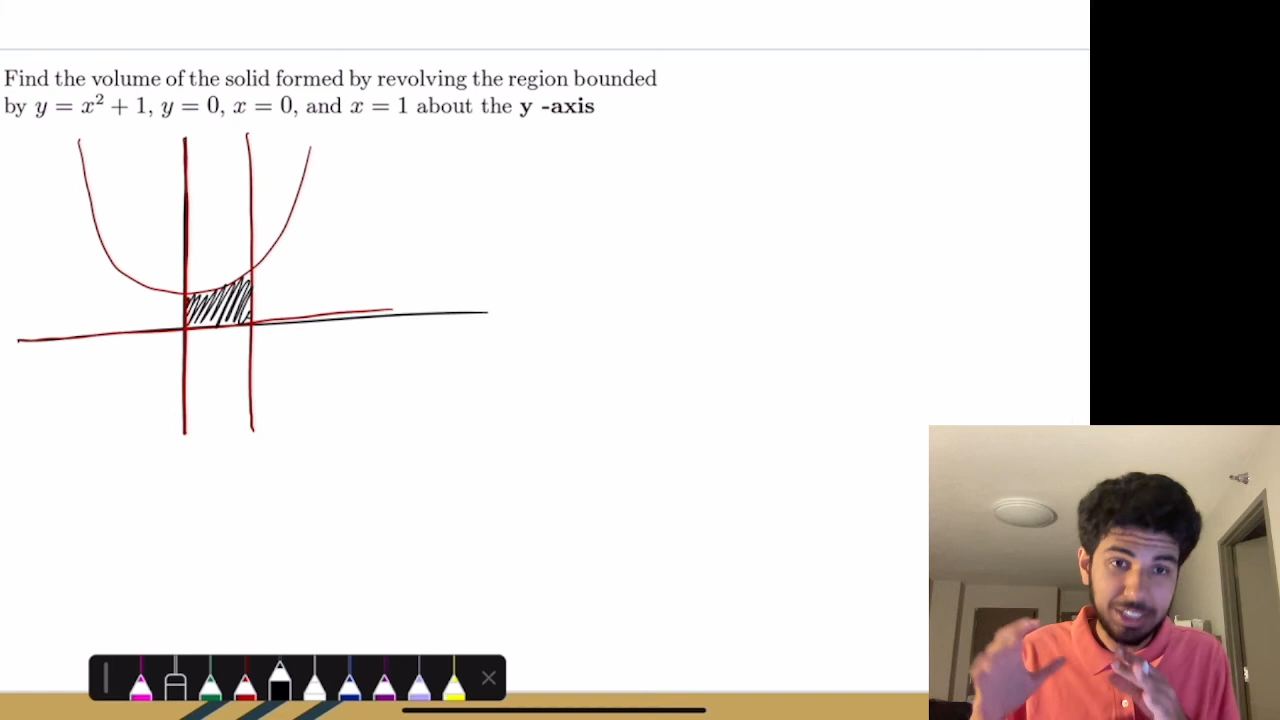 Find the volume of the solid formed by revolving the region bounded
by y = x² + 1, y = 0, x = 0, and x = 1 about the y -axis